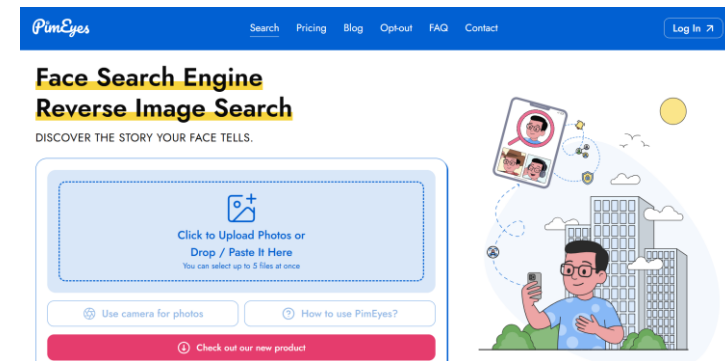 PimEyes
Search Pricing Blog Opt-out FAQ Contact
Log In
Face Search Engine
Reverse Image Search
DISCOVER THE STORY YOUR FACE TELLS.
Click to Upload Photos or
Drop / Paste It Here
You can select up to 5 files at once
Use camera for photos
How to use PimEyes?
Check out our new product